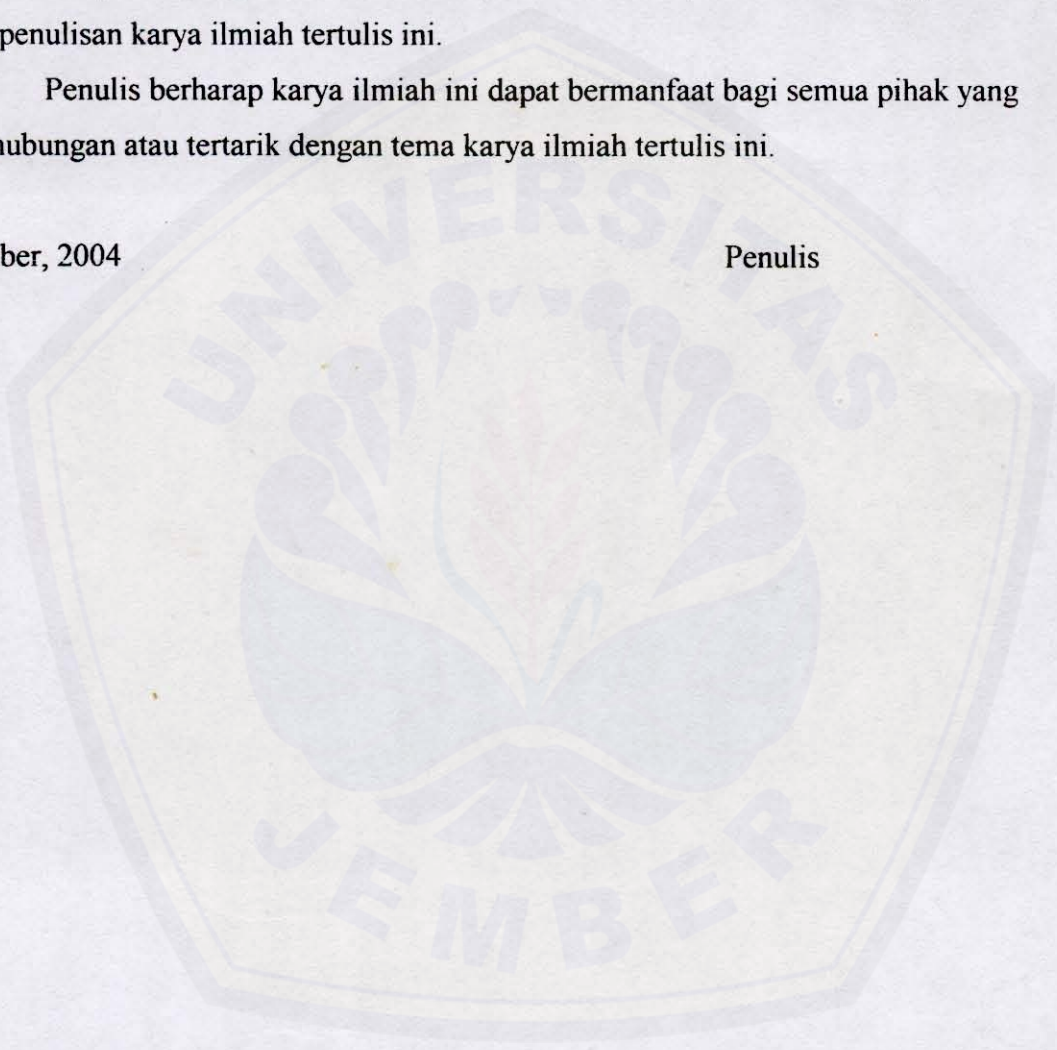 penulisan karya ilmiah tertulis ini.
Penulis berharap karya ilmiah ini dapat bermanfaat bagi semua pihak yang
hubungan atau tertarik dengan tema karya ilmiah tertulis ini.
ber, 2004 Penulis
UNIVERSITAS
JEMBER